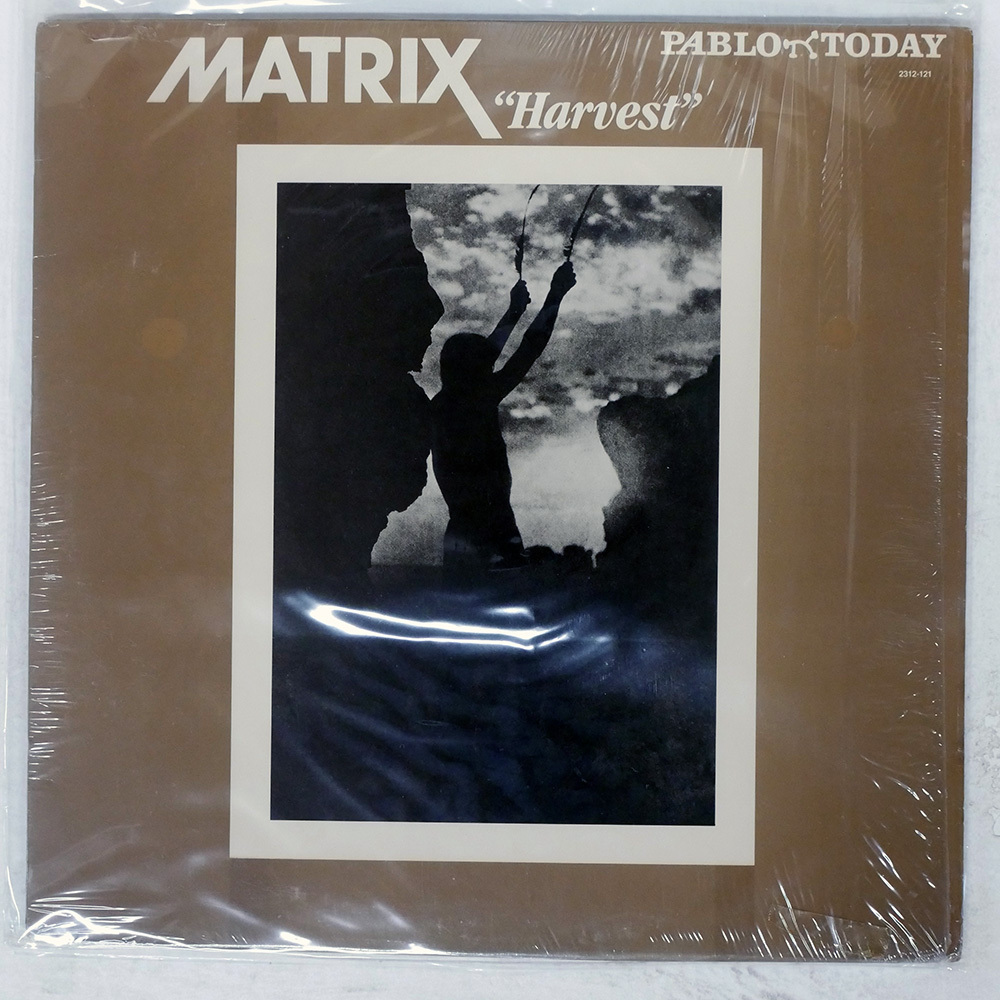 MATRIX
"Harvest"
PABLO TODAY
2312-121